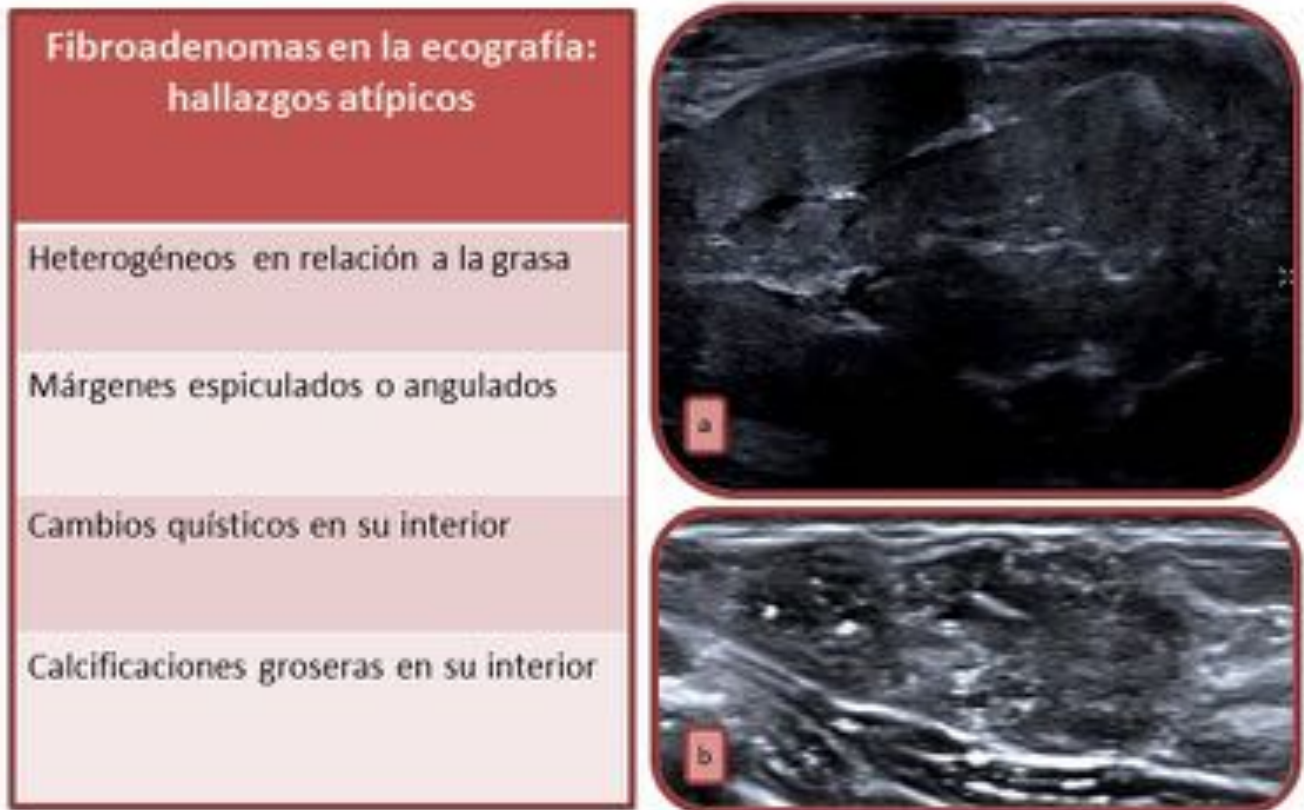 Fibroadenomas en la ecografía:
hallazgos atípicos
Heterogéneos en relación a la grasa
Márgenes espiculados o angulados
Cambios quísticos en su interior
Calcificaciones groseras en su interior
a
b